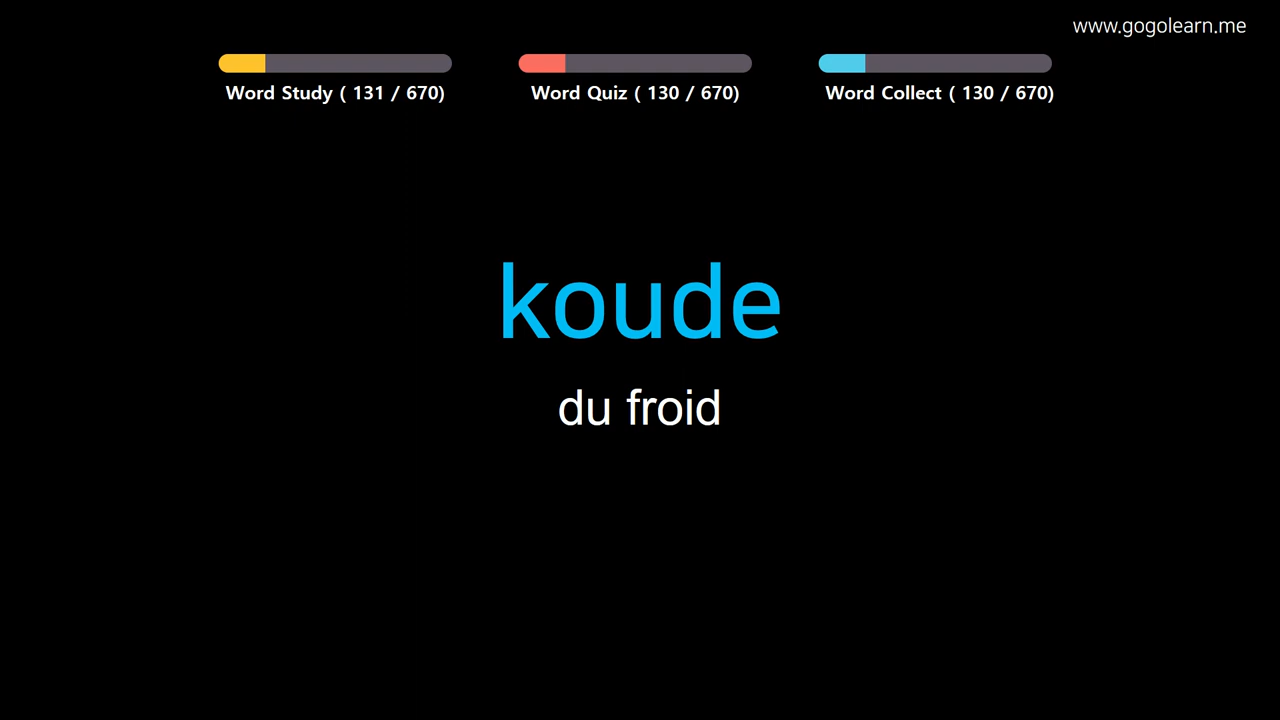 www.gogolearn.me
Word Study ( 131 / 670)
Word Quiz ( 130 / 670)
Word Collect ( 130 / 670)
koude
du froid